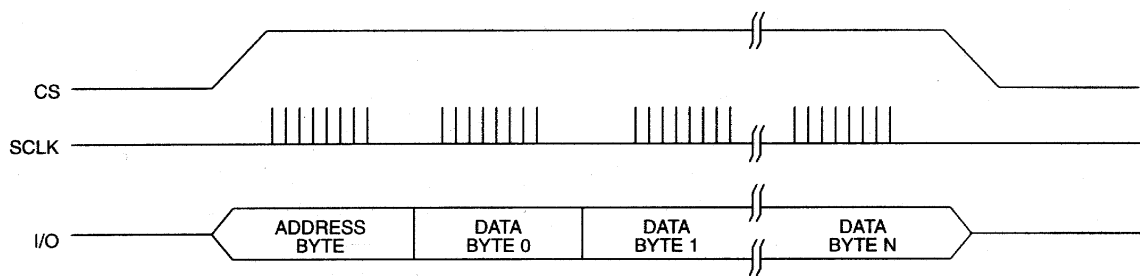 CS
SCLK
I/O
ADDRESS
BYTE
DATA
BYTE 0
DATA
BYTE 1
DATA
BYTE N